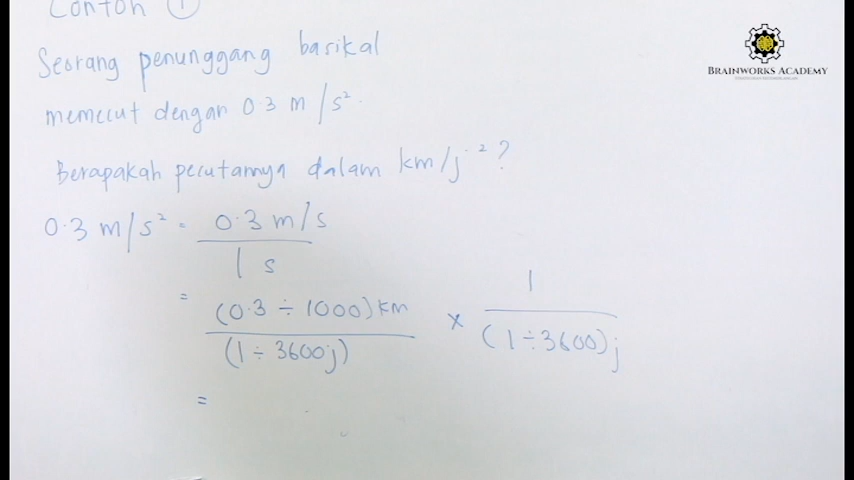 Contoh ①
Seorang penunggang basikal
memecut dengan 0.3 m/s².
Berapakah pecutannya dalam km/j²?
0.3 m/s² = 0.3 m/s
1 s
= (0.3 ÷ 1000) km × 1
(1 ÷ 3600j) (1 ÷ 3600) j
=
BRAINWORKS ACADEMY